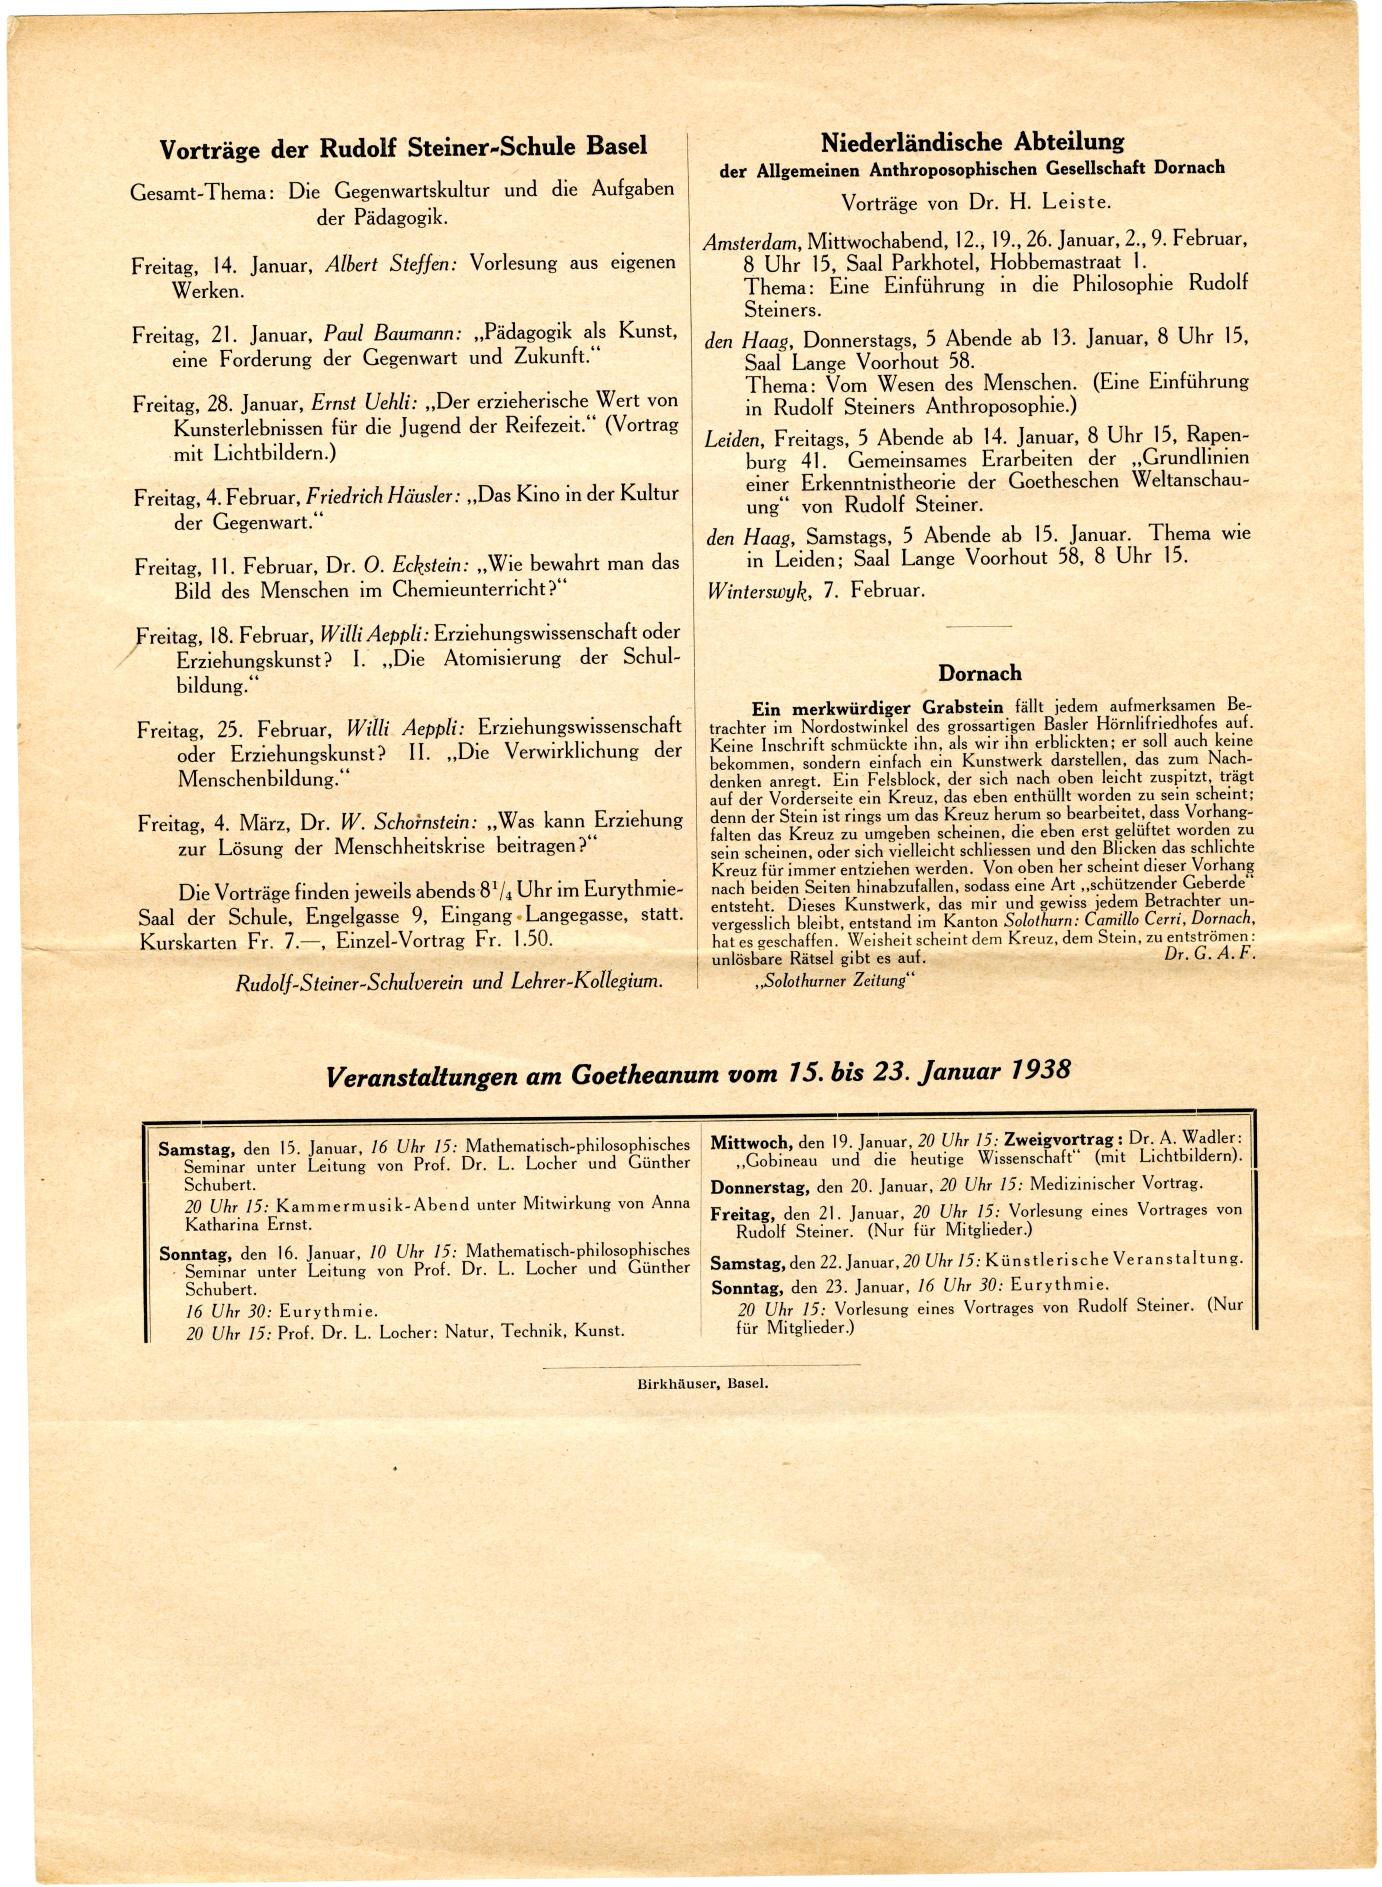 Vorträge der Rudolf Steiner-Schule Basel
Gesamt-Thema: Die Gegenwartskultur und die Aufgaben
der Pädagogik.
Freitag, 14. Januar, Albert Steffen: Vorlesung aus eigenen
Werken.
Freitag, 21. Januar, Paul Baumann: „Pädagogik als Kunst,
eine Forderung der Gegenwart und Zukunft.“
Freitag, 28. Januar, Ernst Uehli: „Der erzieherische Wert von
Kunsterlebnissen für die Jugend der Reifezeit.“ (Vortrag
mit Lichtbildern.)
Freitag, 4. Februar, Friedrich Häusler: „Das Kino in der Kultur
der Gegenwart.“
Freitag, 11. Februar, Dr. O. Eckstein: „Wie bewahrt man das
Bild des Menschen im Chemieunterricht?“
Freitag, 18. Februar, Willi Aeppli: Erziehungswissenschaft oder
Erziehungskunst? I. „Die Atomisierung der Schul-
bildung.“
Freitag, 25. Februar, Willi Aeppli: Erziehungswissenschaft
oder Erziehungskunst? II. „Die Verwirklichung der
Menschenbildung.“
Freitag, 4. März, Dr. W. Schornstein: „Was kann Erziehung
zur Lösung der Menschheitskrise beitragen?“
Die Vorträge finden jeweils abends 8¹/₄ Uhr im Eurythmie-
Saal der Schule, Engelgasse 9, Eingang Langegasse, statt.
Kurskarten Fr. 7.—, Einzel-Vortrag Fr. 1.50.
Rudolf-Steiner-Schulverein und Lehrer-Kollegium.
Niederländische Abteilung
der Allgemeinen Anthroposophischen Gesellschaft Dornach
Vorträge von Dr. H. Leiste.
Amsterdam, Mittwochabend, 12., 19., 26. Januar, 2., 9. Februar,
8 Uhr 15, Saal Parkhotel, Hobbemastraat 1.
Thema: Eine Einführung in die Philosophie Rudolf
Steiners.
den Haag, Donnerstags, 5 Abende ab 13. Januar, 8 Uhr 15,
Saal Lange Voorhout 58.
Thema: Vom Wesen des Menschen. (Eine Einführung
in Rudolf Steiners Anthroposophie.)
Leiden, Freitags, 5 Abende ab 14. Januar, 8 Uhr 15, Rapen-
burg 41. Gemeinsames Erarbeiten der „Grundlinien
einer Erkenntnistheorie der Goetheschen Weltanschau-
ung“ von Rudolf Steiner.
den Haag, Samstags, 5 Abende ab 15. Januar. Thema wie
in Leiden; Saal Lange Voorhout 58, 8 Uhr 15.
Winterswyk, 7. Februar.
Dornach
Ein merkwürdiger Grabstein fällt jedem aufmerksamen Be-
trachter im Nordostwinkel des grossartigen Basler Hörnlifriedhofes auf.
Keine Inschrift schmückte ihn, als wir ihn erblickten; er soll auch keine
bekommen, sondern einfach ein Kunstwerk darstellen, das zum Nach-
denken anregt. Ein Felsblock, der sich nach oben leicht zuspitzt, trägt
auf der Vorderseite ein Kreuz, das eben enthüllt worden zu sein scheint;
denn der Stein ist rings um das Kreuz herum so bearbeitet, dass Vorhang-
falten das Kreuz zu umgeben scheinen, die eben erst gelüftet worden zu
sein scheinen, oder sich vielleicht schliessen und den Blicken das schlichte
Kreuz für immer entziehen werden. Von oben her scheint dieser Vorhang
nach beiden Seiten hinabzufallen, sodass eine Art „schützender Geberde“
entsteht. Dieses Kunstwerk, das mir und gewiss jedem Betrachter un-
vergesslich bleibt, entstand im Kanton Solothurn: Camillo Cerri, Dornach,
hat es geschaffen. Weisheit scheint dem Kreuz, dem Stein, zu entströmen:
unlösbare Rätsel gibt es auf. Dr. G. A. F.
„Solothurner Zeitung“
Veranstaltungen am Goetheanum vom 15. bis 23. Januar 1938
Samstag, den 15. Januar, 16 Uhr 15: Mathematisch-philosophisches
Seminar unter Leitung von Prof. Dr. L. Locher und Günther
Schubert.
20 Uhr 15: Kammermusik-Abend unter Mitwirkung von Anna
Katharina Ernst.
Sonntag, den 16. Januar, 10 Uhr 15: Mathematisch-philosophisches
Seminar unter Leitung von Prof. Dr. L. Locher und Günther
Schubert.
16 Uhr 30: Eurythmie.
20 Uhr 15: Prof. Dr. L. Locher: Natur, Technik, Kunst.
Mittwoch, den 19. Januar, 20 Uhr 15: Zweigvortrag: Dr. A. Wadler:
„Gobineau und die heutige Wissenschaft“ (mit Lichtbildern).
Donnerstag, den 20. Januar, 20 Uhr 15: Medizinischer Vortrag.
Freitag, den 21. Januar, 20 Uhr 15: Vorlesung eines Vortrages von
Rudolf Steiner. (Nur für Mitglieder.)
Samstag, den 22. Januar, 20 Uhr 15: Künstlerische Veranstaltung.
Sonntag, den 23. Januar, 16 Uhr 30: Eurythmie.
20 Uhr 15: Vorlesung eines Vortrages von Rudolf Steiner. (Nur
für Mitglieder.)
Birkhäuser, Basel.